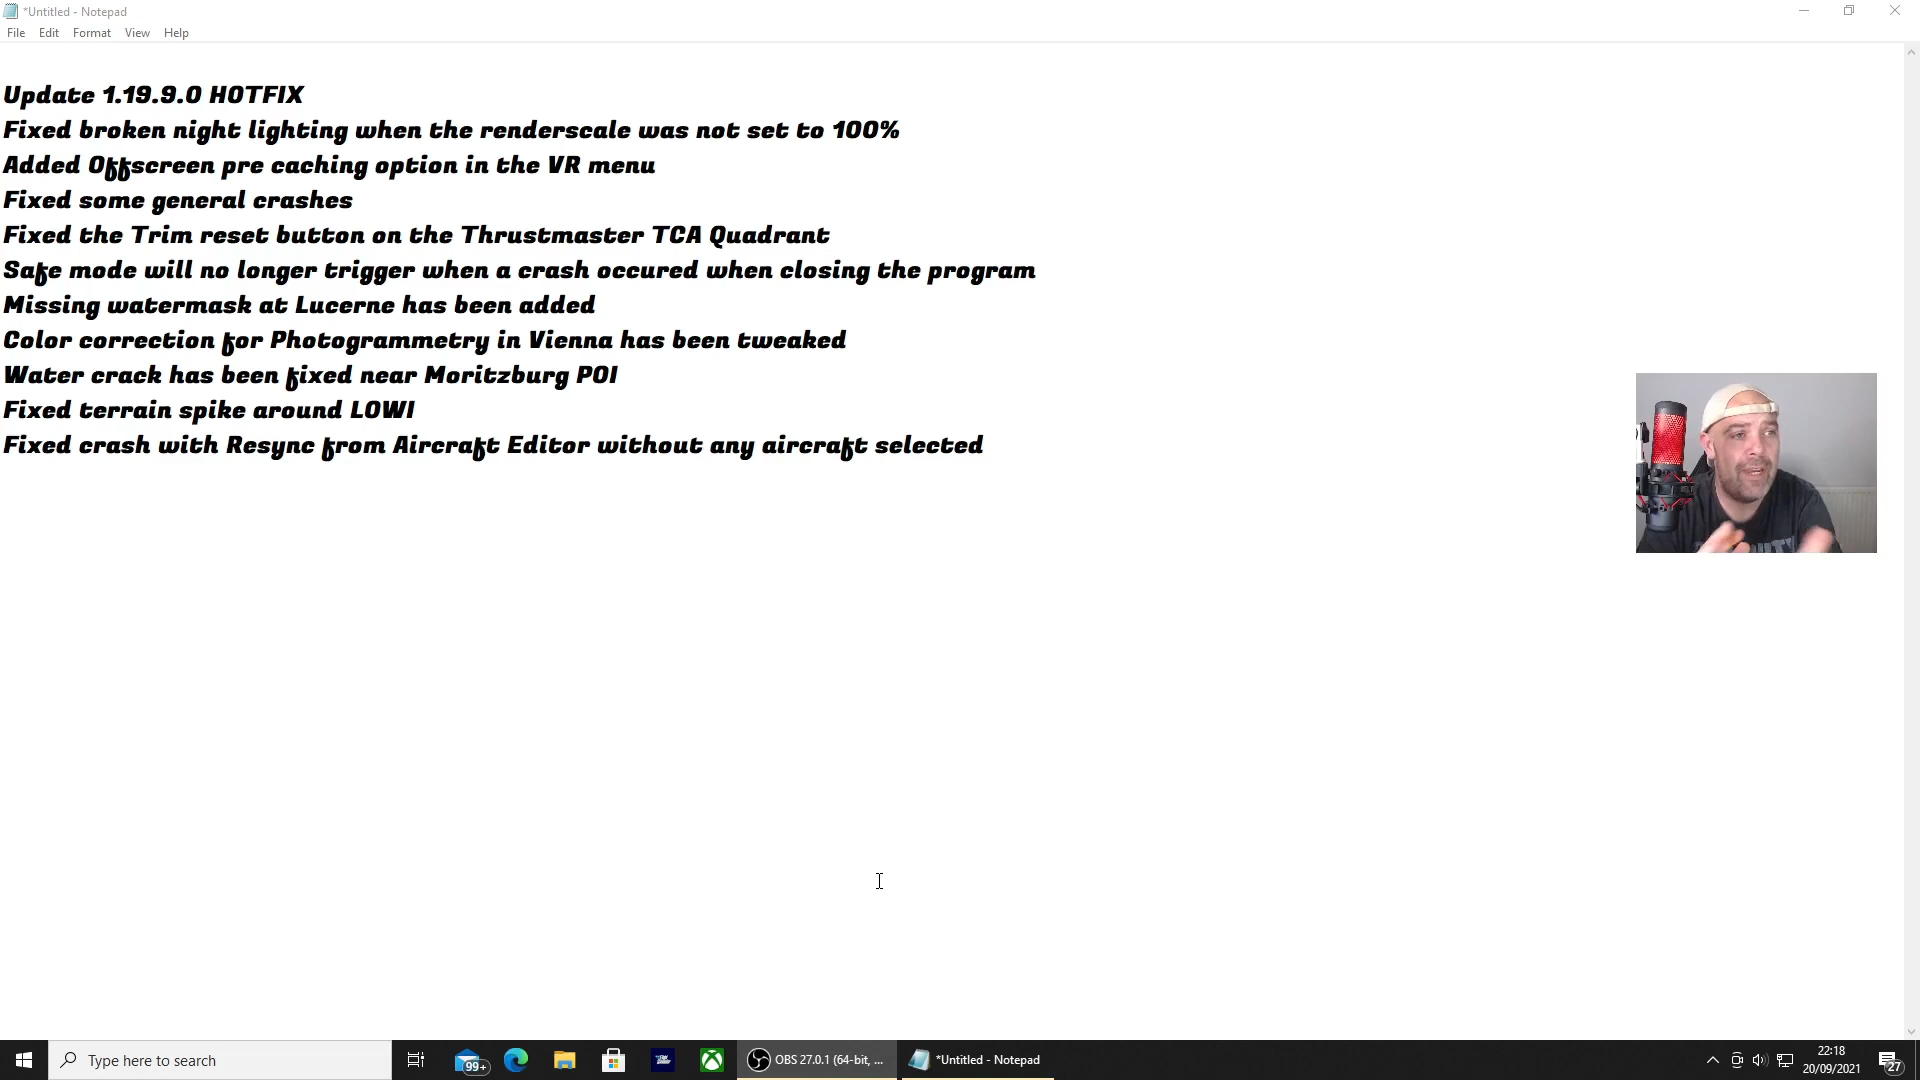 *Untitled - Notepad
File Edit Format View Help
Update 1.19.9.0 HOTFIX
Fixed broken night lighting when the renderscale was not set to 100%
Added Offscreen pre caching option in the VR menu
Fixed some general crashes
Fixed the Trim reset button on the Thrustmaster TCA Quadrant
Safe mode will no longer trigger when a crash occured when closing the program
Missing watermask at Lucerne has been added
Color correction for Photogrammetry in Vienna has been tweaked
Water crack has been fixed near Moritzburg POI
Fixed terrain spike around LOWI
Fixed crash with Resync from Aircraft Editor without any aircraft selected
Type here to search
99+
OBS 27.0.1 (64-bit, ...
*Untitled - Notepad
22:18
20/09/2021
27